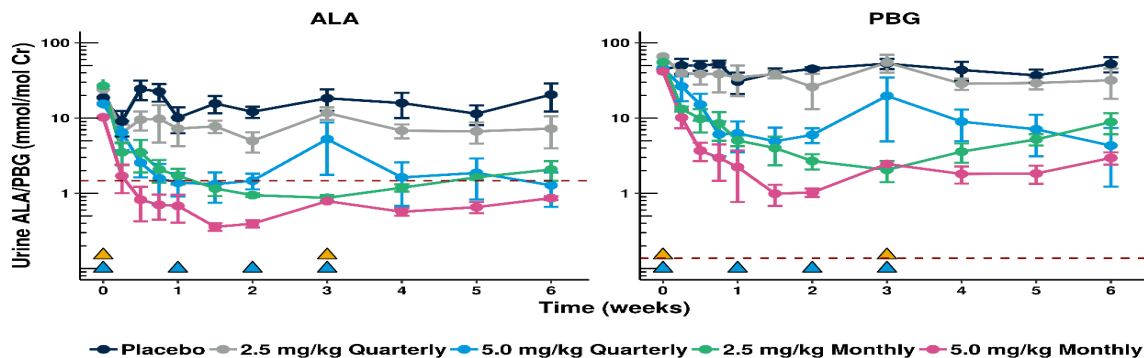 ALA
PBG
Urine ALA/PBG (mmol/mmol Cr)
100
10
1
0 1 2 3 4 5 6
100
10
1
0 1 2 3 4 5 6
Time (weeks)
Placebo 2.5 mg/kg Quarterly 5.0 mg/kg Quarterly 2.5 mg/kg Monthly 5.0 mg/kg Monthly